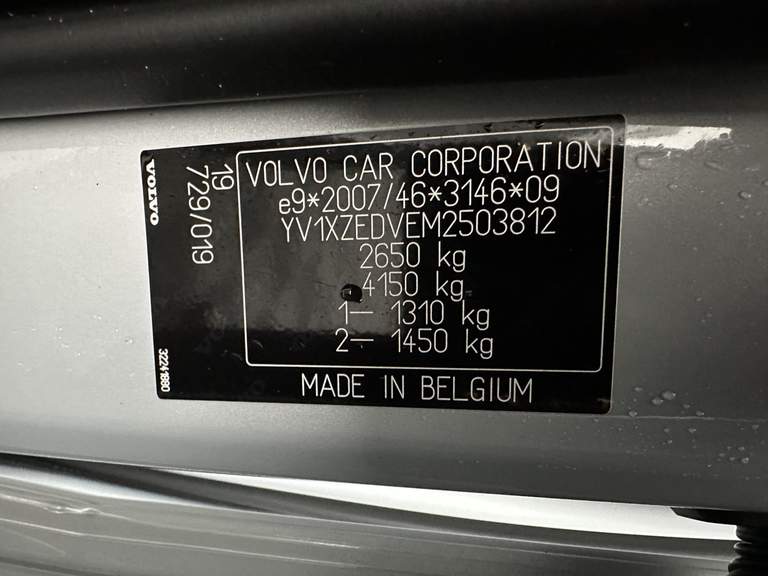 VOLVO
19
729/019
32241880
VOLVO CAR CORPORATION
e9*2007/46*3146*09
YV1XZEDVEM2503812
2650 kg
4150 kg
1– 1310 kg
2– 1450 kg
MADE IN BELGIUM